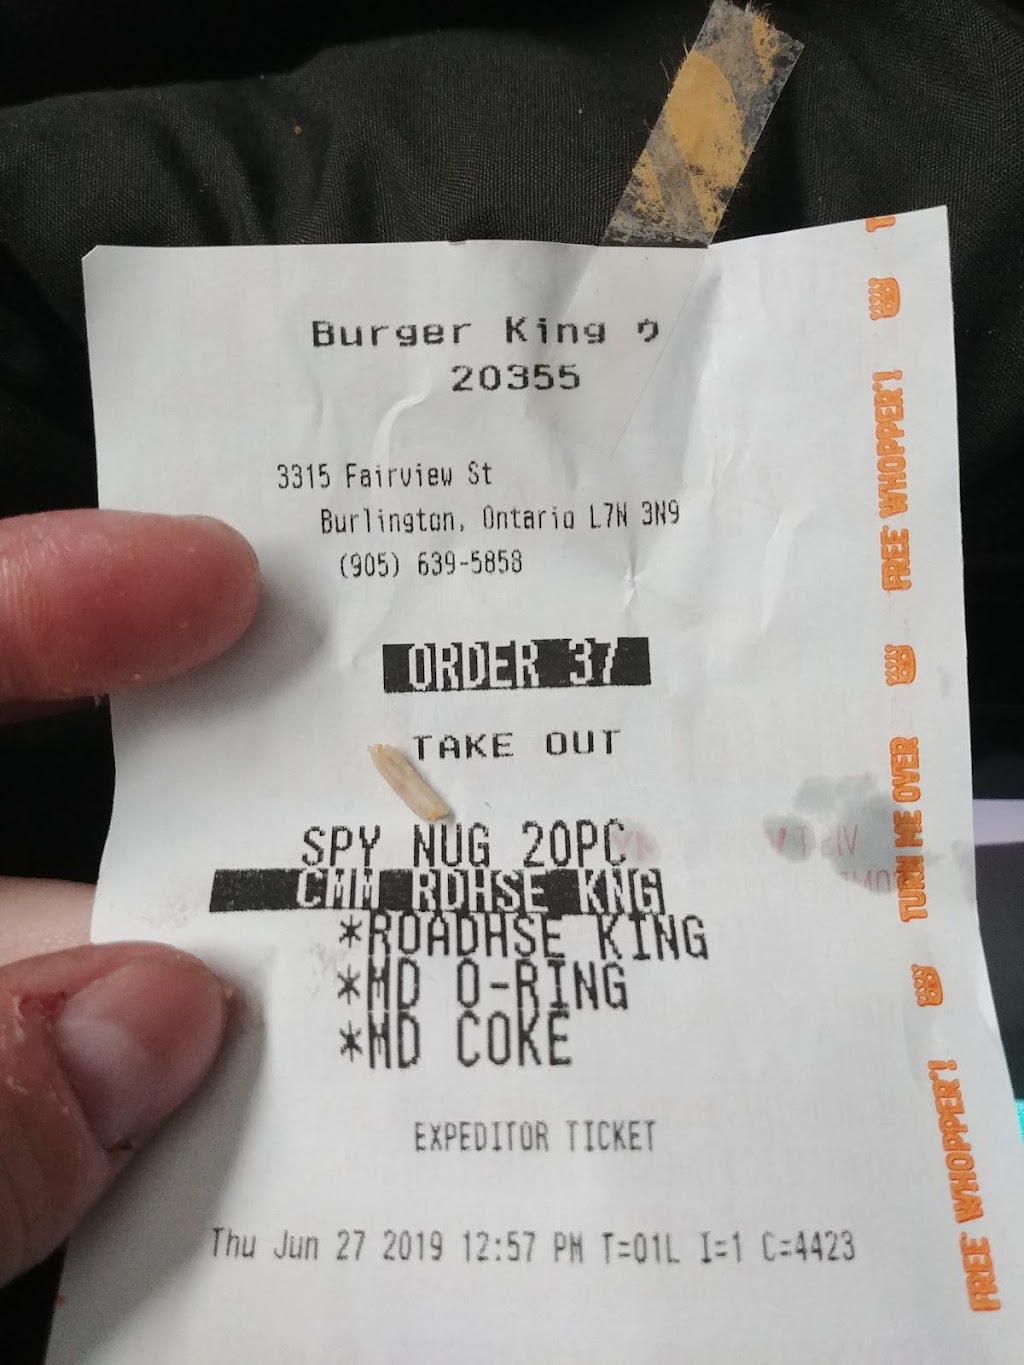 Burger King ウ
20355
3315 Fairview St
Burlington, Ontario L7N 3N9
(905) 639-5858
ORDER 37
TAKE OUT
SPY NUG 20PC
CMM RDHSE KNG
*ROADHSE KING
*MD O-RING
*MD COKE
EXPEDITOR TICKET
Thu Jun 27 2019 12:57 PM T=01L I=1 C=4423
FREE WHOPPER!
TURN ME OVER
FREE WHOPPER!